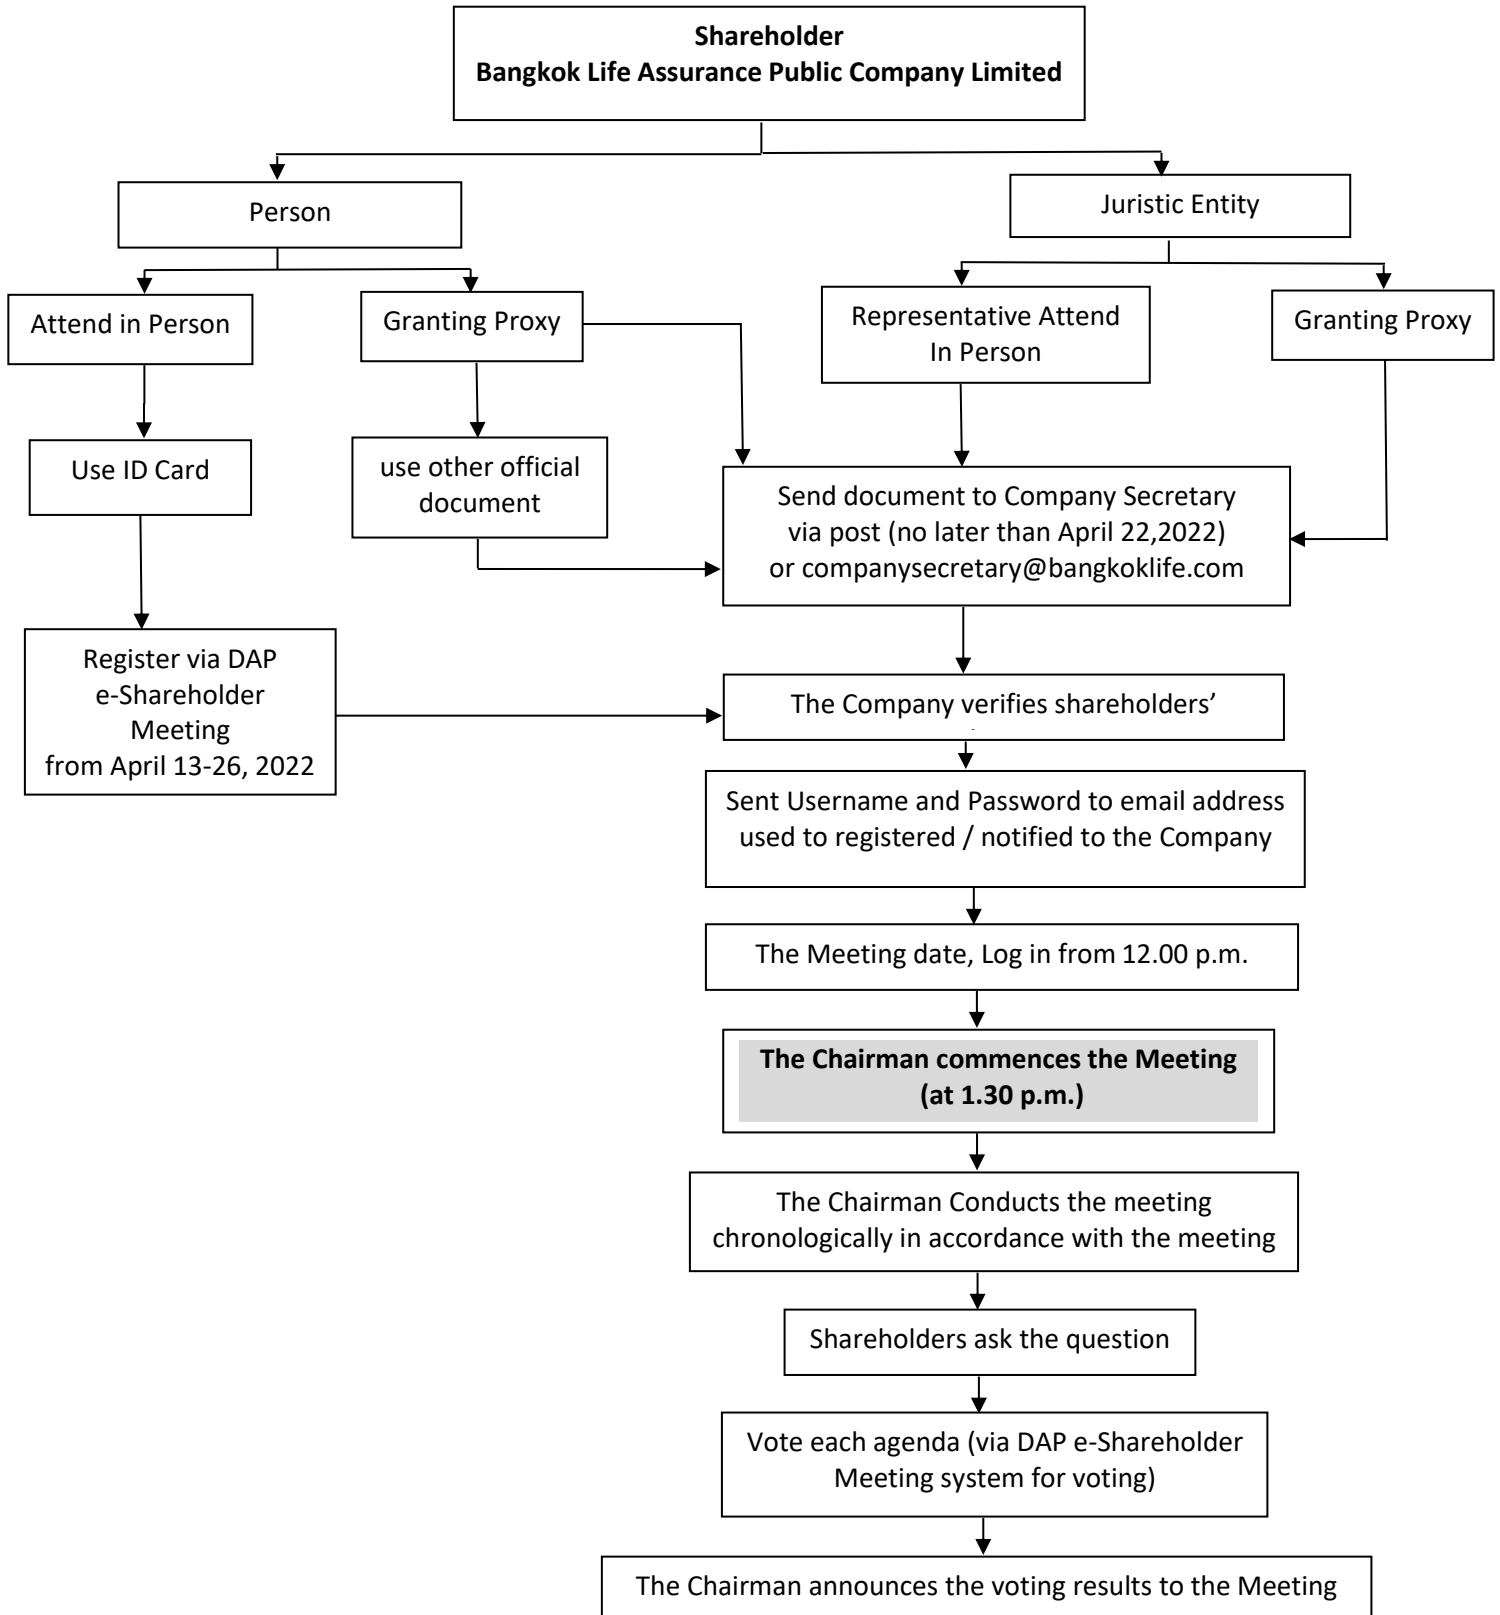 Shareholder
Bangkok Life Assurance Public Company Limited
Person
Juristic Entity
Attend in Person
Granting Proxy
Representative Attend
In Person
Granting Proxy
Use ID Card
use other official
document
Send document to Company Secretary
via post (no later than April 22,2022)
or companysecretary@bangkoklife.com
Register via DAP
e-Shareholder
Meeting
from April 13-26, 2022
The Company verifies shareholders’
Sent Username and Password to email address
used to registered / notified to the Company
The Meeting date, Log in from 12.00 p.m.
The Chairman commences the Meeting
(at 1.30 p.m.)
The Chairman Conducts the meeting
chronologically in accordance with the meeting
Shareholders ask the question
Vote each agenda (via DAP e-Shareholder
Meeting system for voting)
The Chairman announces the voting results to the Meeting